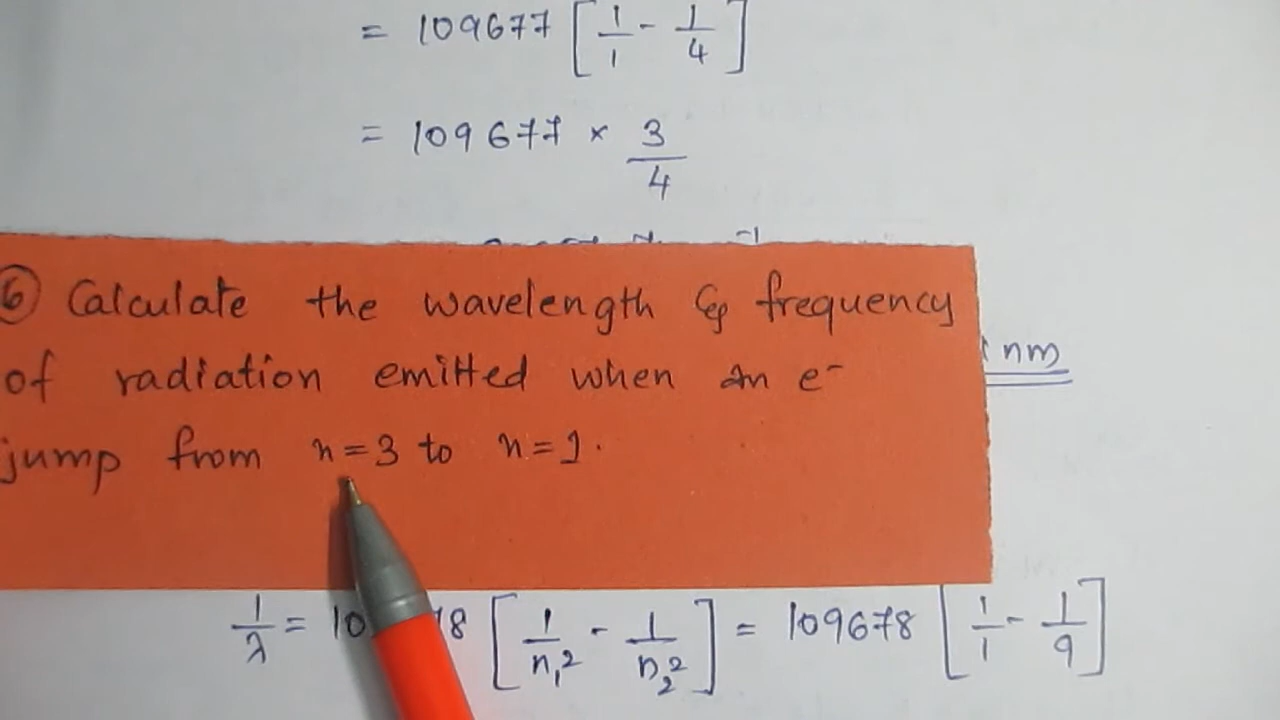 = 109677 [1/1 - 1/4]
= 109677 × 3/4
⑥ Calculate the wavelength & frequency
of radiation emitted when an e⁻
jump from n=3 to n=1.
nm
1/λ = 10 78 [1/n₁² - 1/n₂²] = 109678 [1/1 - 1/9]